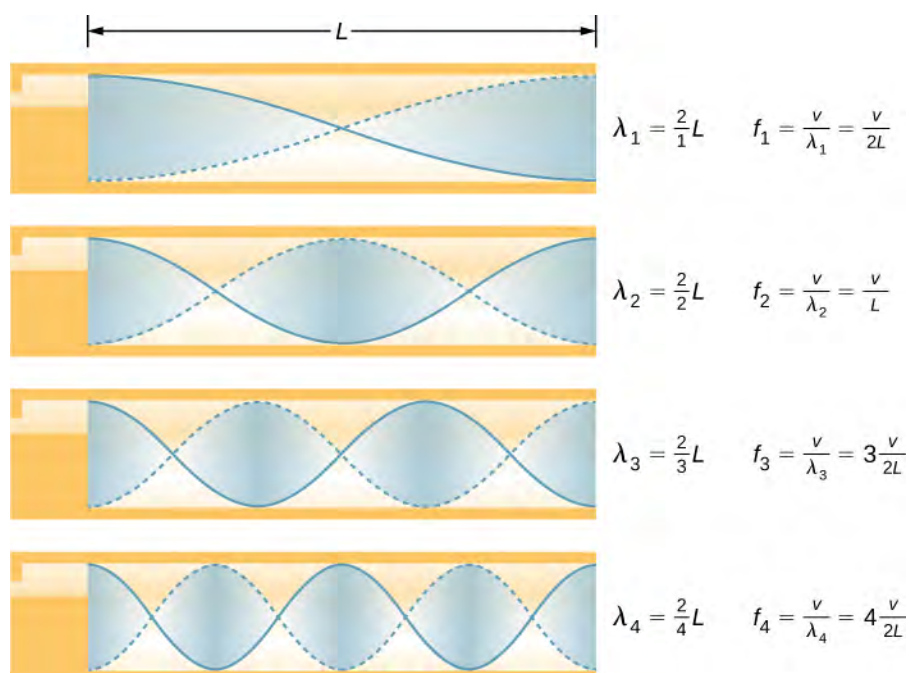 L
λ₁ = 2/1 L f₁ = v/λ₁ = v/2L
λ₂ = 2/2 L f₂ = v/λ₂ = v/L
λ₃ = 2/3 L f₃ = v/λ₃ = 3 v/2L
λ₄ = 2/4 L f₄ = v/λ₄ = 4 v/2L